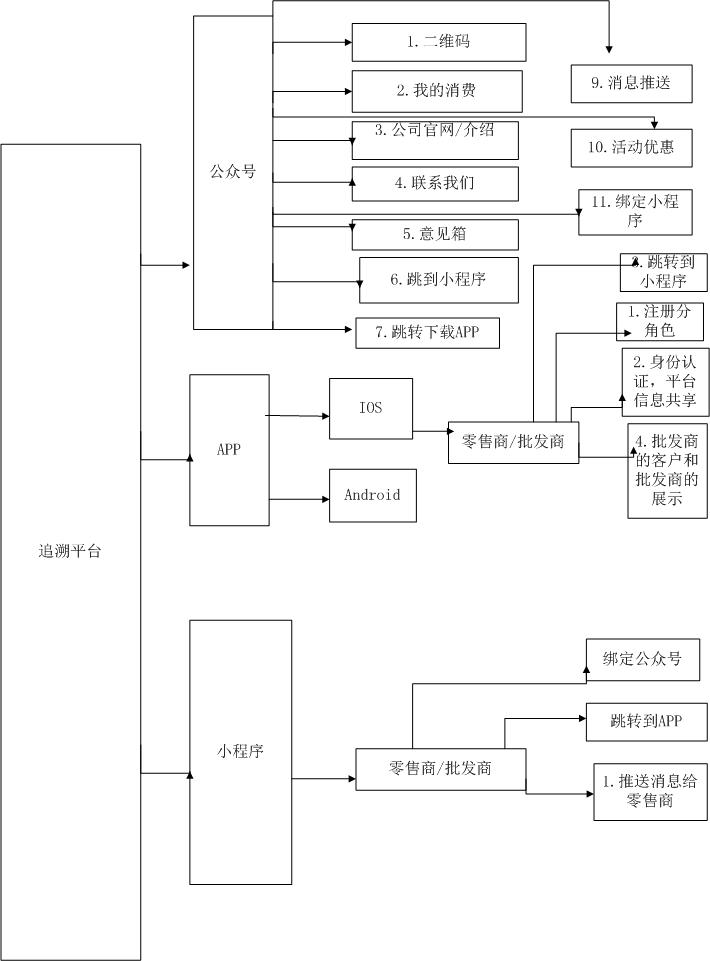 追溯平台
公众号
1.二维码
2.我的消费
3.公司官网/介绍
4.联系我们
5.意见箱
6.跳到小程序
7.跳转下载APP
9.消息推送
10.活动优惠
11.绑定小程
序
APP
IOS
Android
零售商/批发商
3.跳转到
小程序
1.注册分
角色
2.身份认
证，平台
信息共享
4.批发商
的客户和
批发商的
展示
小程序
零售商/批发商
绑定公众号
跳转到APP
1.推送消息给
零售商